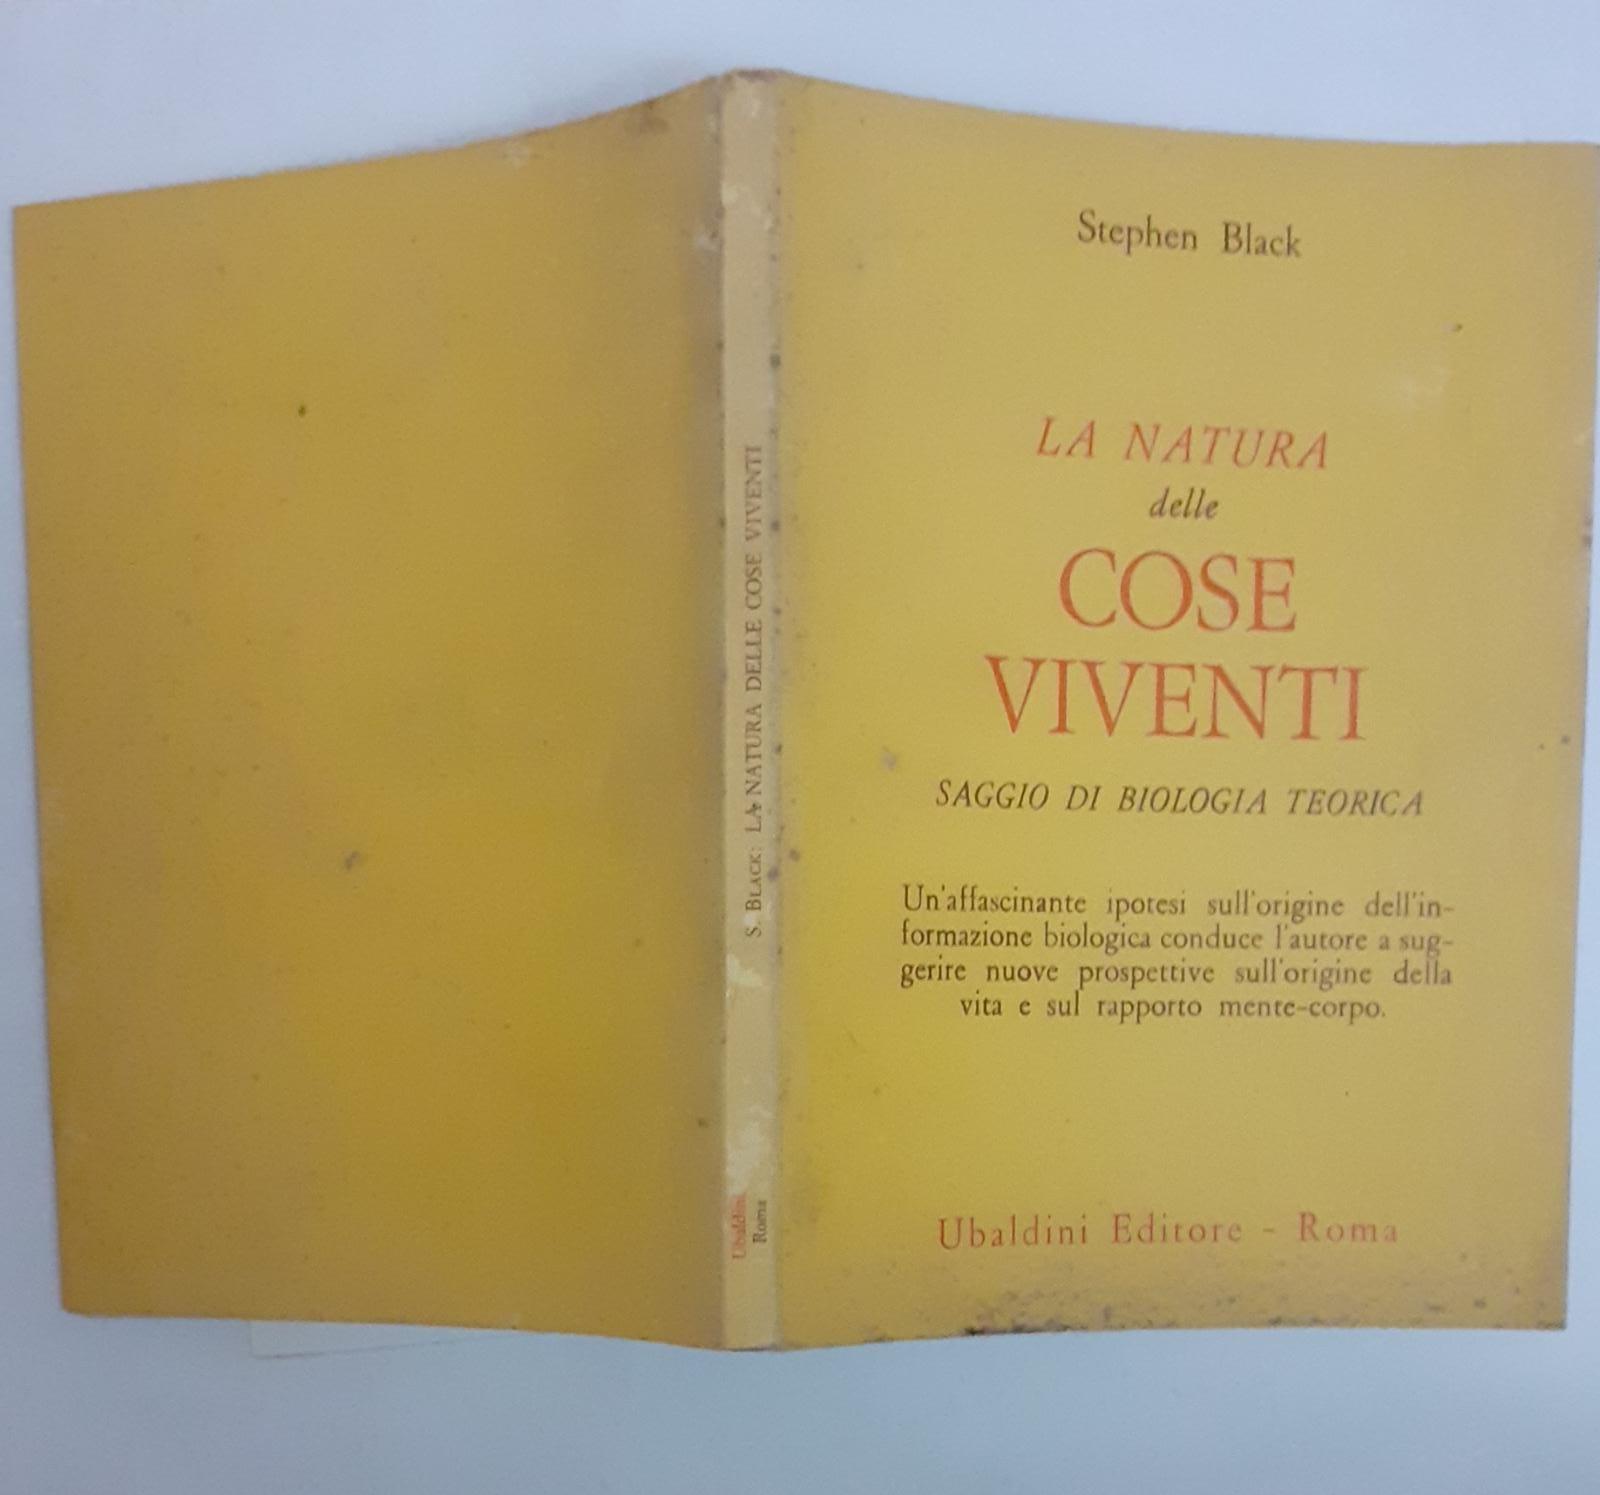 Stephen Black
LA NATURA
delle
COSE
VIVENTI
SAGGIO DI BIOLOGIA TEORICA
Un'affascinante ipotesi sull'origine dell'in-
formazione biologica conduce l'autore a sug-
gerire nuove prospettive sull'origine della
vita e sul rapporto mente-corpo.
Ubaldini Editore - Roma
S. BLACK: LA NATURA DELLE COSE VIVENTI
Ubaldini
Roma